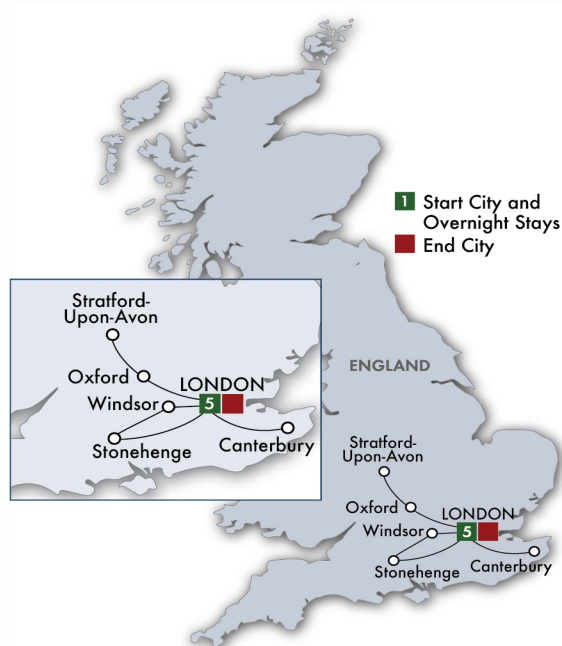 1 Start City and
Overnight Stays
End City
Stratford-
Upon-Avon
Oxford
LONDON
Windsor
5
Stonehenge
Canterbury
ENGLAND
Stratford-
Upon-Avon
Oxford
LONDON
Windsor
5
Stonehenge
Canterbury